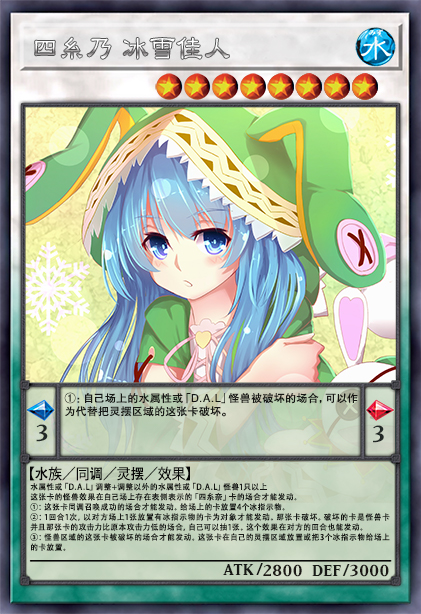 四糸乃 冰雪佳人
水
①：自己场上的水属性或「D.A.L」怪兽被破坏的场合，可以作
为代替把灵摆区域的这张卡破坏。
3
3
【水族／同调／灵摆／效果】
水属性或「D.A.L」调整+调整以外的水属性或「D.A.L」怪兽1只以上
这张卡的怪兽效果在自己场上存在表侧表示的「四糸奈」卡的场合才能发动。
①：这张卡同调召唤成功的场合才能发动，给场上的卡放置4个冰指示物。
②：1回合1次，以对方场上1张放置有冰指示物的卡为对象才能发动，那张卡破坏，破坏的卡是怪兽卡
并且那张卡的攻击力比原本攻击力低的场合，自己可以抽1张，这个效果在对方的回合也能发动。
③：怪兽区域的这张卡被破坏的场合才能发动，这张卡在自己的灵摆区放置或把3个冰指示物给场上
的卡放置。
ATK/2800 DEF/3000